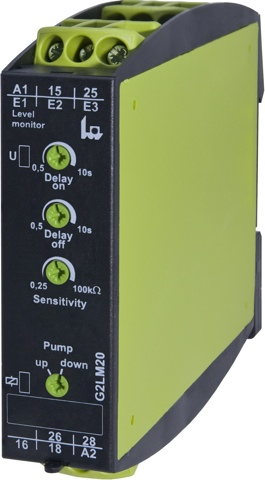 A1 15 25
E1 E2 E3
Level
monitor
U
0,5 10s
Delay
on
0,5 10s
Delay
off
0,25 100kΩ
Sensitivity
Pump
up down
G2LM20
26 28
16 18 A2